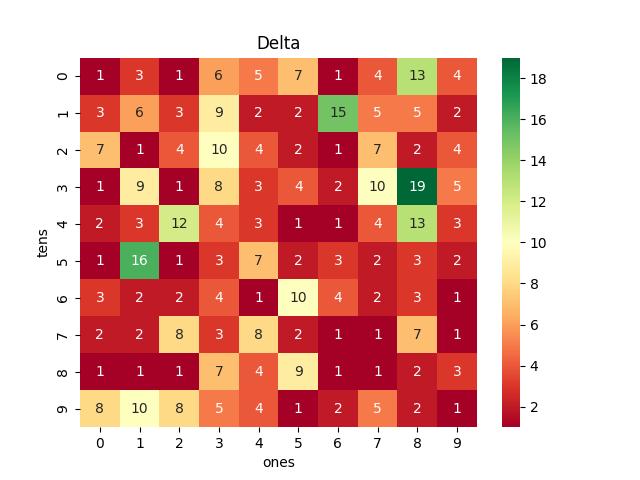 Delta
0 1 3 1 6 5 7 1 4 13 4 18
1 3 6 3 9 2 2 15 5 5 2 16
2 7 1 4 10 4 2 1 7 2 4 14
3 1 9 1 8 3 4 2 10 19 5 12
tens 4 2 3 12 4 3 1 1 4 13 3 10
5 1 16 1 3 7 2 3 2 3 2 8
6 3 2 2 4 1 10 4 2 3 1 6
7 2 2 8 3 8 2 1 1 7 1
8 1 1 1 7 4 9 1 1 2 3 4
9 8 10 8 5 4 1 2 5 2 1 2
0 1 2 3 4 5 6 7 8 9
ones